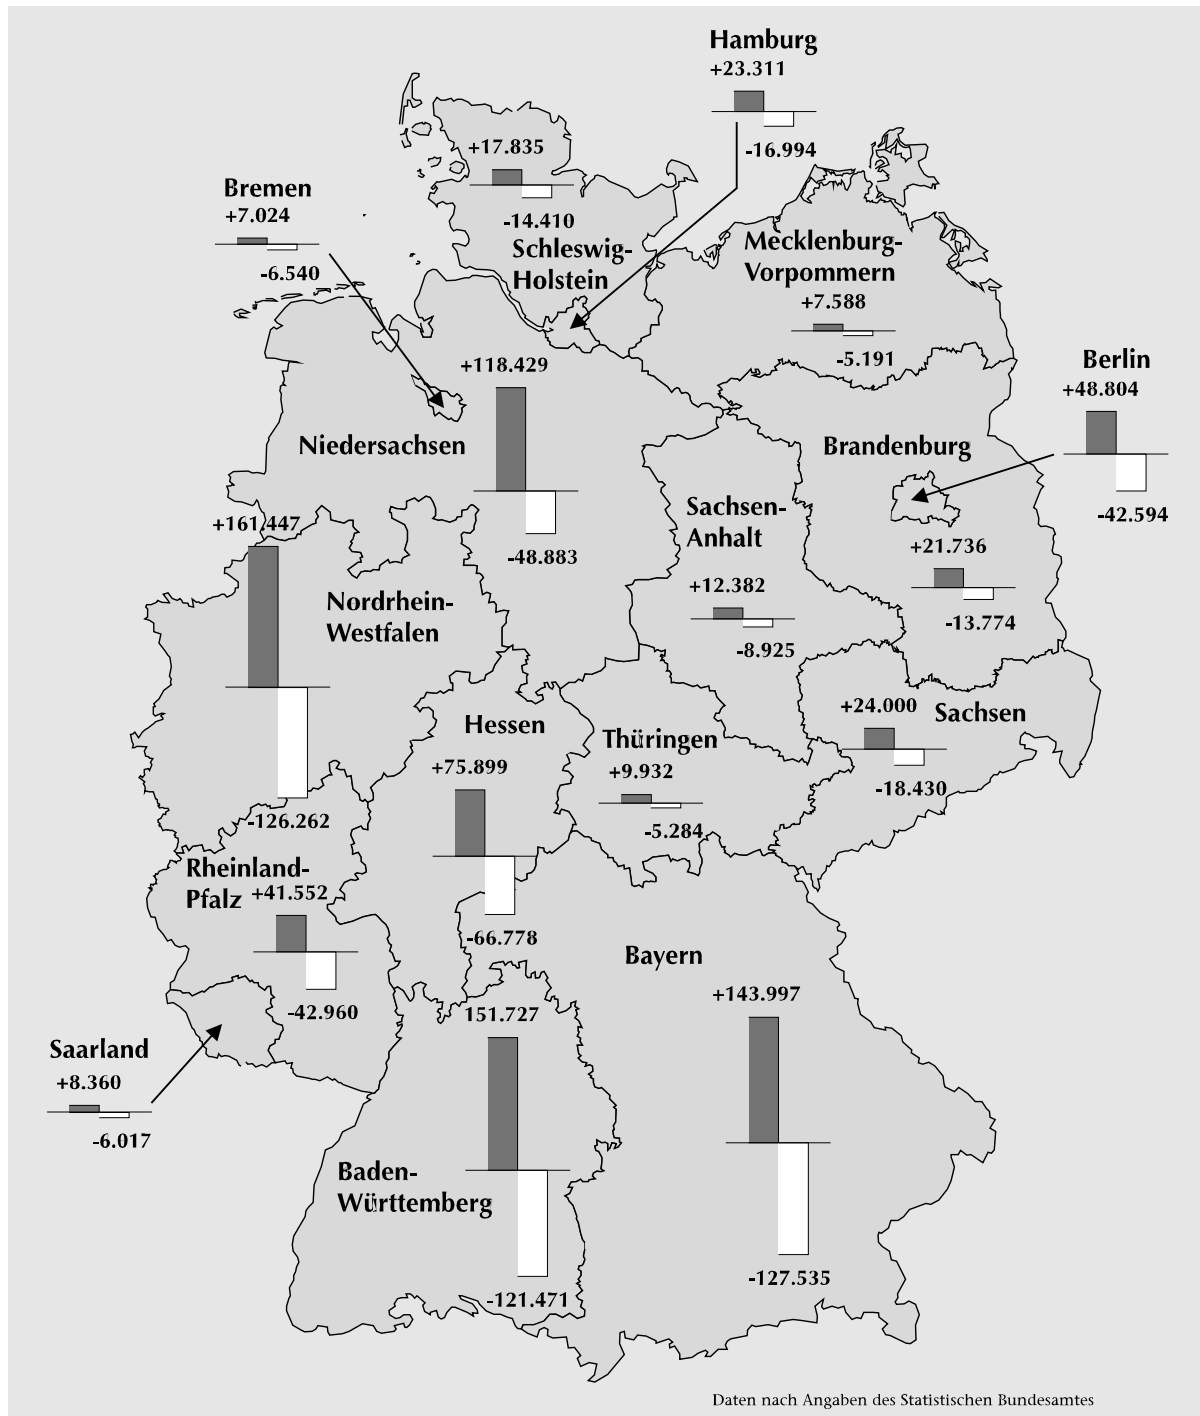 Hamburg
+23.311
-16.994
+17.835
-14.410
Schleswig-
Holstein
Bremen
+7.024
-6.540
Mecklenburg-
Vorpommern
+7.588
-5.191
Berlin
+48.804
-42.594
+118.429
Niedersachsen
-48.883
Brandenburg
+21.736
-13.774
Sachsen-
Anhalt
+12.382
-8.925
+161.447
Nordrhein-
Westfalen
-126.262
Hessen
+75.899
-66.778
Thüringen
+9.932
-5.284
+24.000
Sachsen
-18.430
Rheinland-
Pfalz
+41.552
-42.960
Bayern
+143.997
-127.535
Saarland
+8.360
-6.017
151.727
Baden-
Württemberg
-121.471
Daten nach Angaben des Statistischen Bundesamtes